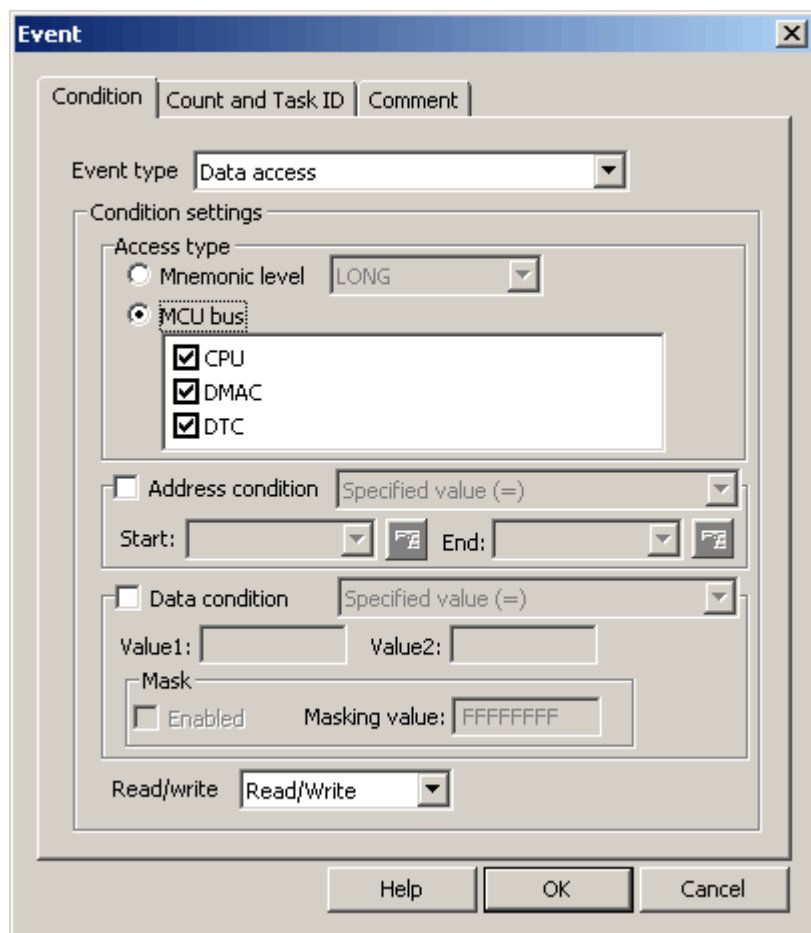 Event
Condition Count and Task ID Comment
Event type Data access
Condition settings
Access type
Mnemonic level LONG
MCU bus
CPU
DMAC
DTC
Address condition Specified value (=)
Start: End:
Data condition Specified value (=)
Value1: Value2:
Mask
Enabled Masking value: FFFFFFFF
Read/write Read/Write
Help OK Cancel